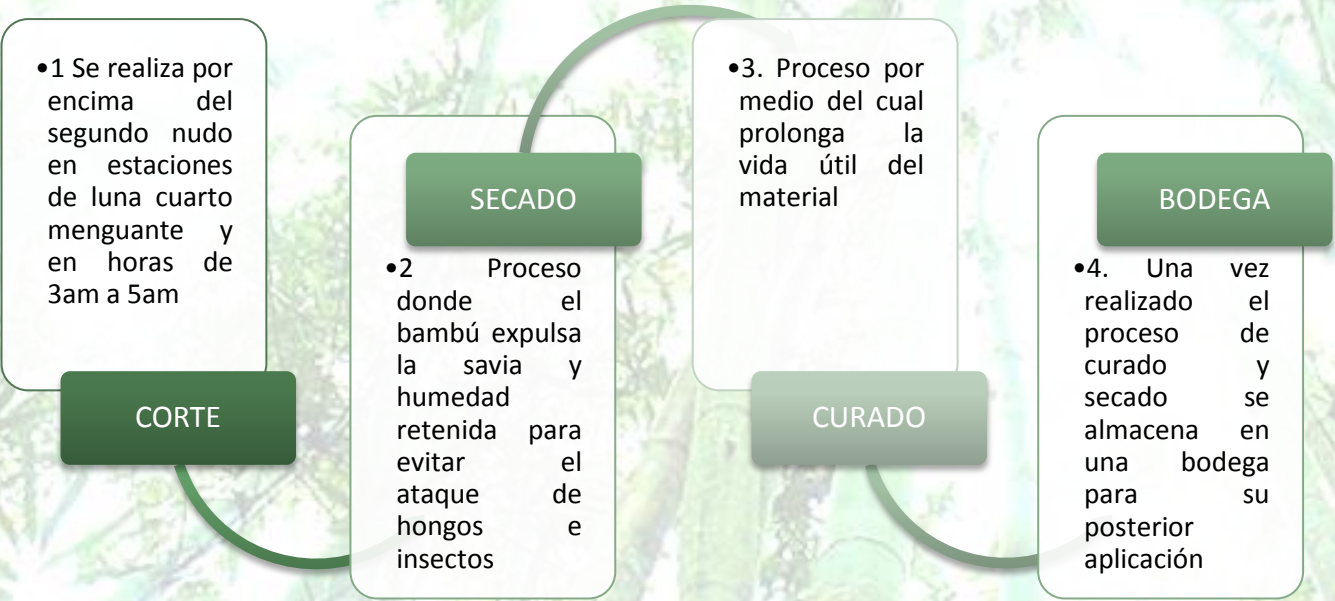 •1 Se realiza por
encima del
segundo nudo
en estaciones
de luna cuarto
menguante y
en horas de
3am a 5am
CORTE
SECADO
•2 Proceso
donde el
bambú expulsa
la savia y
humedad
retenida para
evitar el
ataque de
hongos e
insectos
•3. Proceso por
medio del cual
prolonga la
vida útil del
material
CURADO
BODEGA
•4. Una vez
realizado el
proceso de
curado y
secado se
almacena en
una bodega
para su
posterior
aplicación